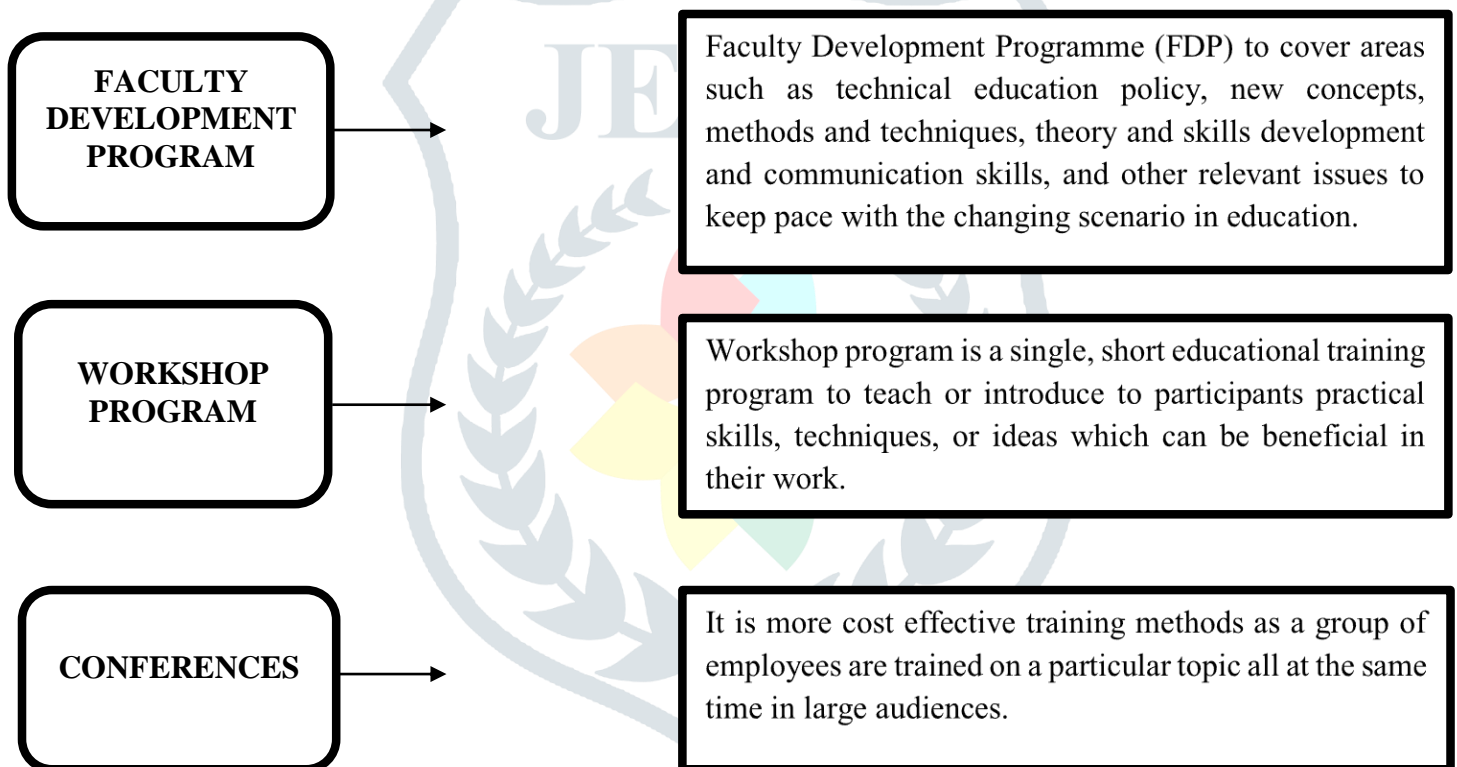 FACULTY
DEVELOPMENT
PROGRAM
Faculty Development Programme (FDP) to cover areas
such as technical education policy, new concepts,
methods and techniques, theory and skills development
and communication skills, and other relevant issues to
keep pace with the changing scenario in education.
WORKSHOP
PROGRAM
Workshop program is a single, short educational training
program to teach or introduce to participants practical
skills, techniques, or ideas which can be beneficial in
their work.
CONFERENCES
It is more cost effective training methods as a group of
employees are trained on a particular topic all at the same
time in large audiences.